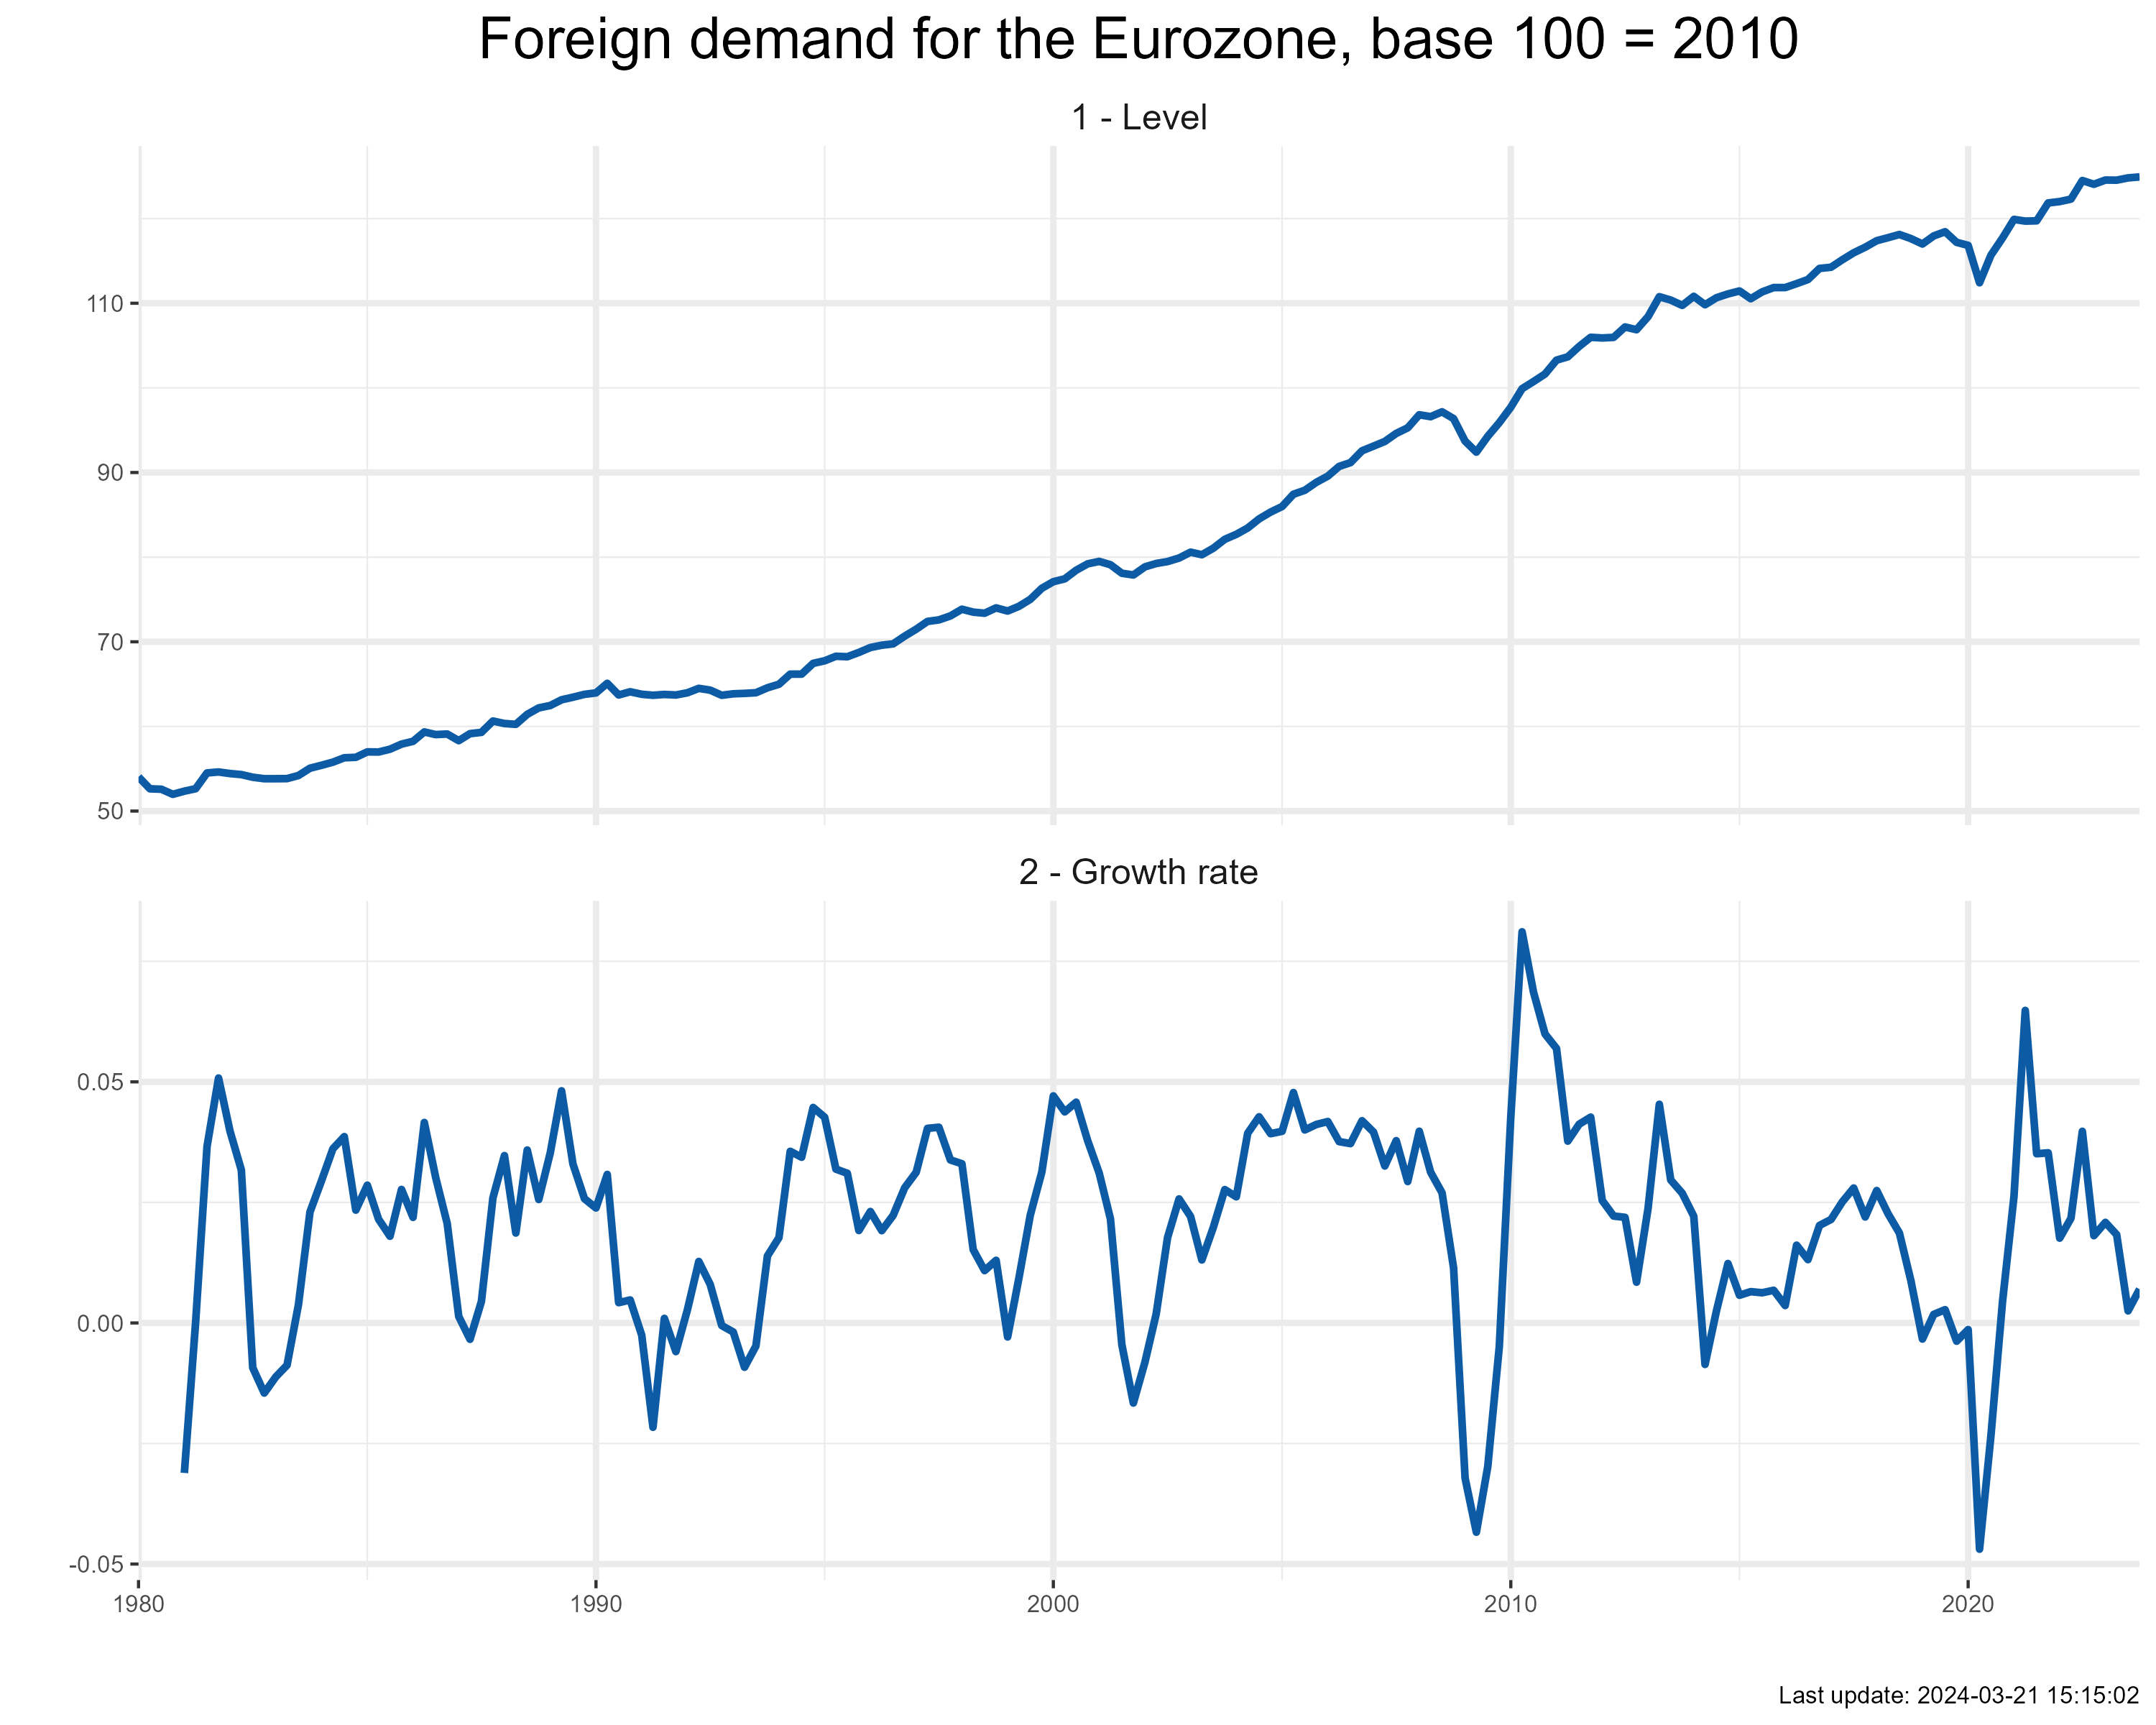 Foreign demand for the Eurozone, base 100 = 2010
1 - Level
110
90
70
50
2 - Growth rate
0.05
0.00
-0.05
1980 1990 2000 2010 2020
Last update: 2024-03-21 15:15:02